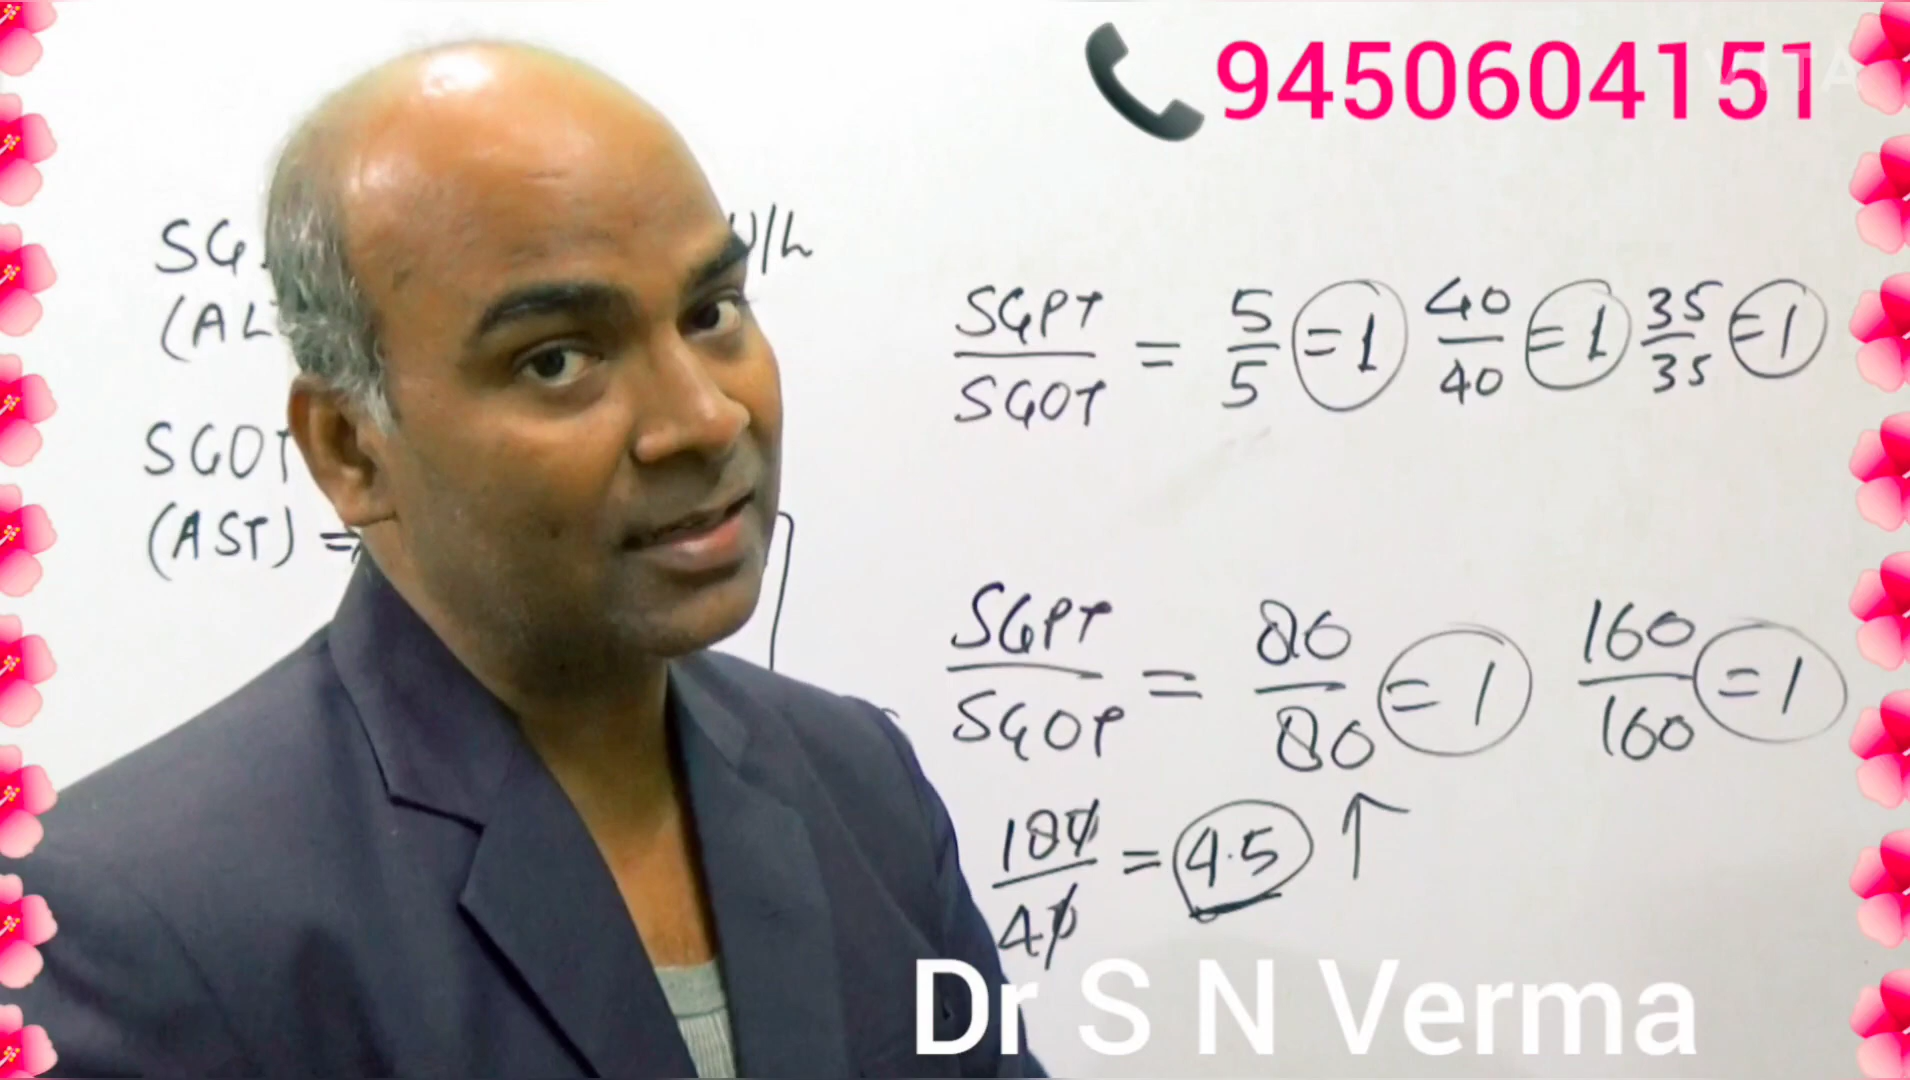 9450604151
VITA
SG
(AL
/L
SGOT
(AST) =
SGPT / SGOT = 5/5 = 1 40/40 = 1 35/35 = 1
SGPT / SGOT = 80/80 = 1 160/160 = 1
180/40 = 4.5 ↑
Dr S N Verma